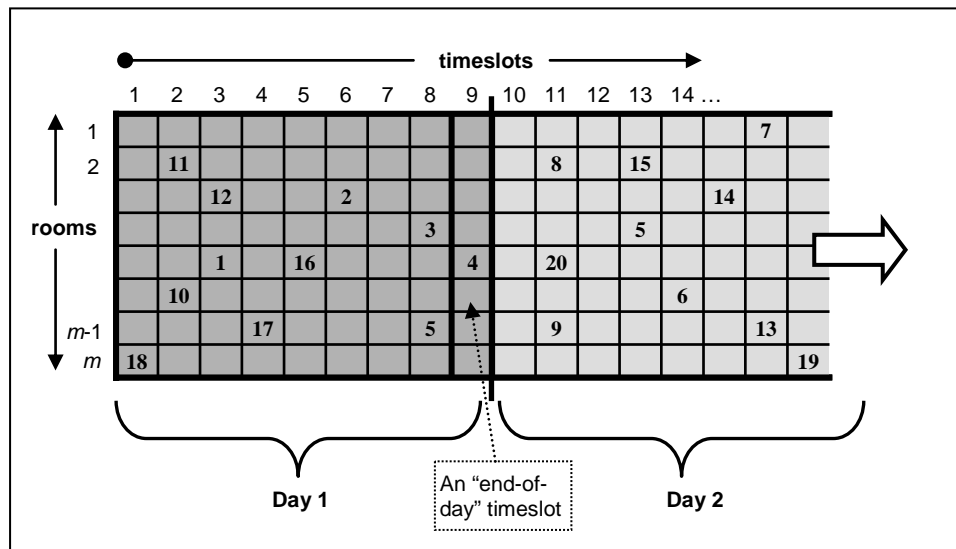 timeslots
1 2 3 4 5 6 7 8 9 10 11 12 13 14 …
1 7
2 11 8 15
12 2 14
rooms 3 5
1 16 4 20
10 6
m-1 17 5 9 13
m 18 19
Day 1
An “end-of-
day” timeslot
Day 2